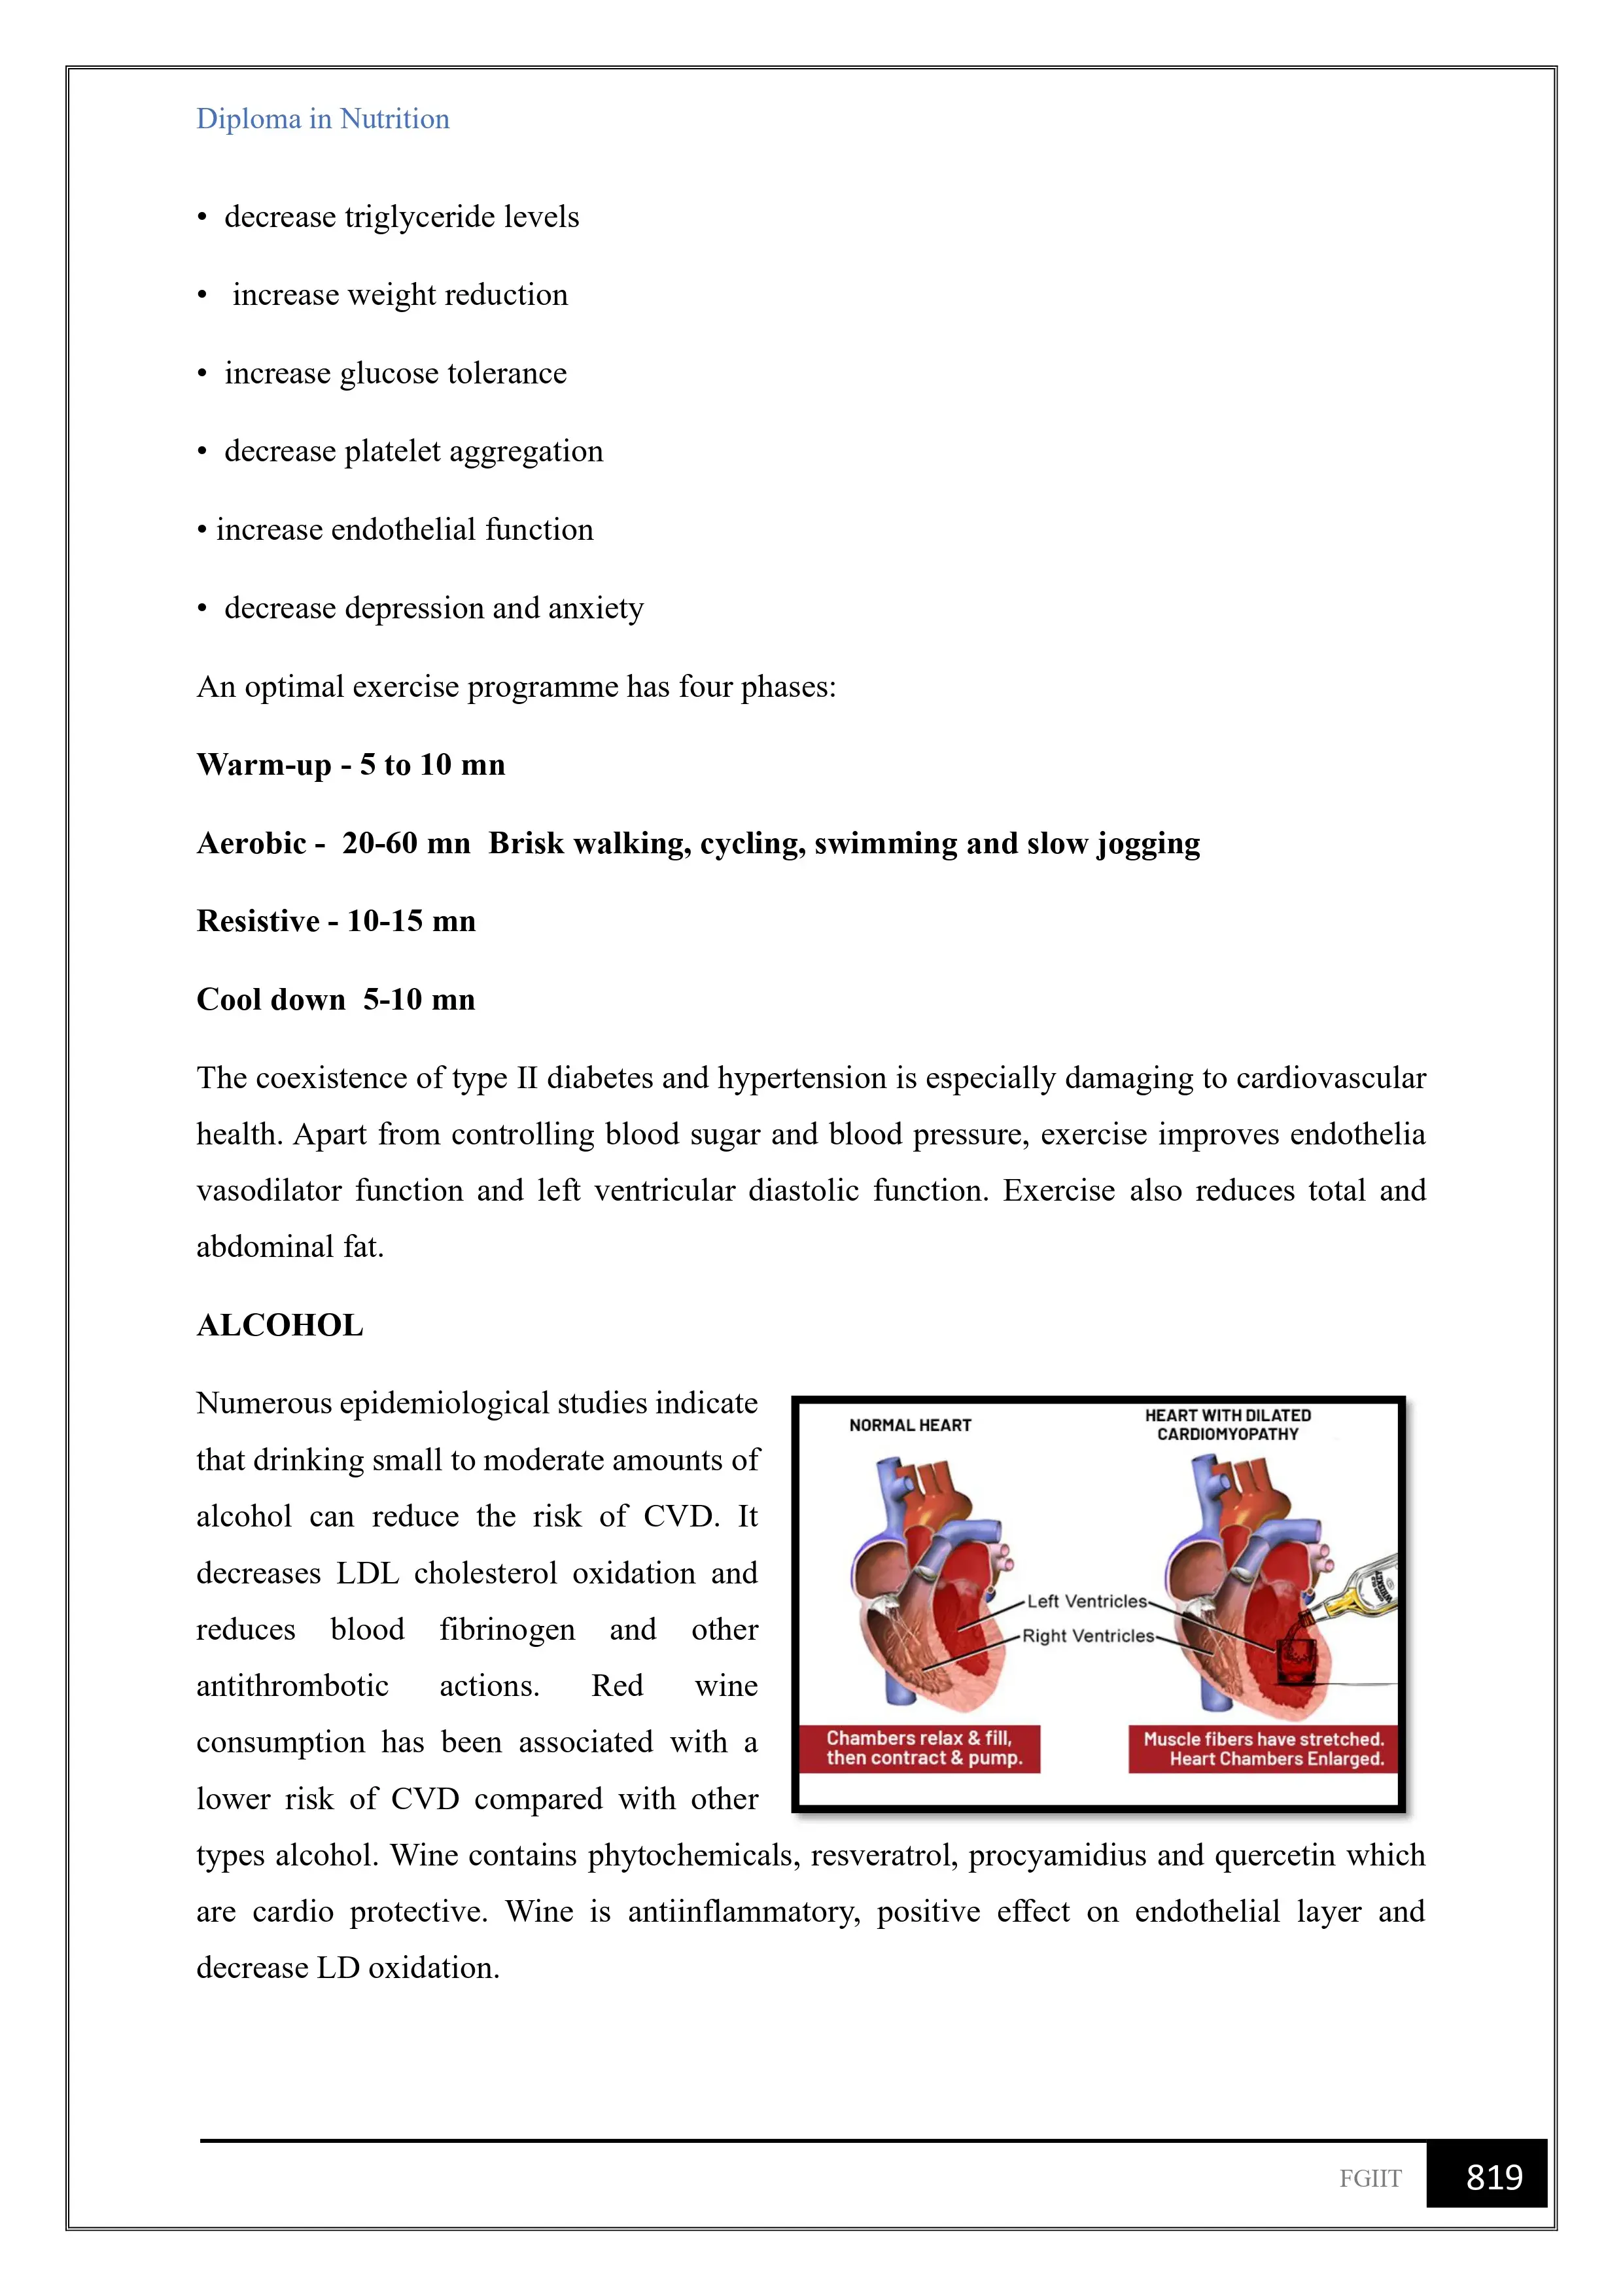 Diploma in Nutrition
• decrease triglyceride levels
• increase weight reduction
• increase glucose tolerance
• decrease platelet aggregation
• increase endothelial function
• decrease depression and anxiety
An optimal exercise programme has four phases:
Warm-up - 5 to 10 mn
Aerobic - 20-60 mn Brisk walking, cycling, swimming and slow jogging
Resistive - 10-15 mn
Cool down 5-10 mn
The coexistence of type II diabetes and hypertension is especially damaging to cardiovascular
health. Apart from controlling blood sugar and blood pressure, exercise improves endothelia
vasodilator function and left ventricular diastolic function. Exercise also reduces total and
abdominal fat.
ALCOHOL
Numerous epidemiological studies indicate
that drinking small to moderate amounts of
alcohol can reduce the risk of CVD. It
decreases LDL cholesterol oxidation and
reduces blood fibrinogen and other
antithrombotic actions. Red wine
consumption has been associated with a
lower risk of CVD compared with other
types alcohol. Wine contains phytochemicals, resveratrol, procyamidius and quercetin which
are cardio protective. Wine is antiinflammatory, positive effect on endothelial layer and
decrease LD oxidation.
NORMAL HEART
HEART WITH DILATED
CARDIOMYOPATHY
Left Ventricles
Right Ventricles
WHISKEY
Chambers relax & fill,
then contract & pump.
Muscle fibers have stretched.
Heart Chambers Enlarged.
FGIIT
819